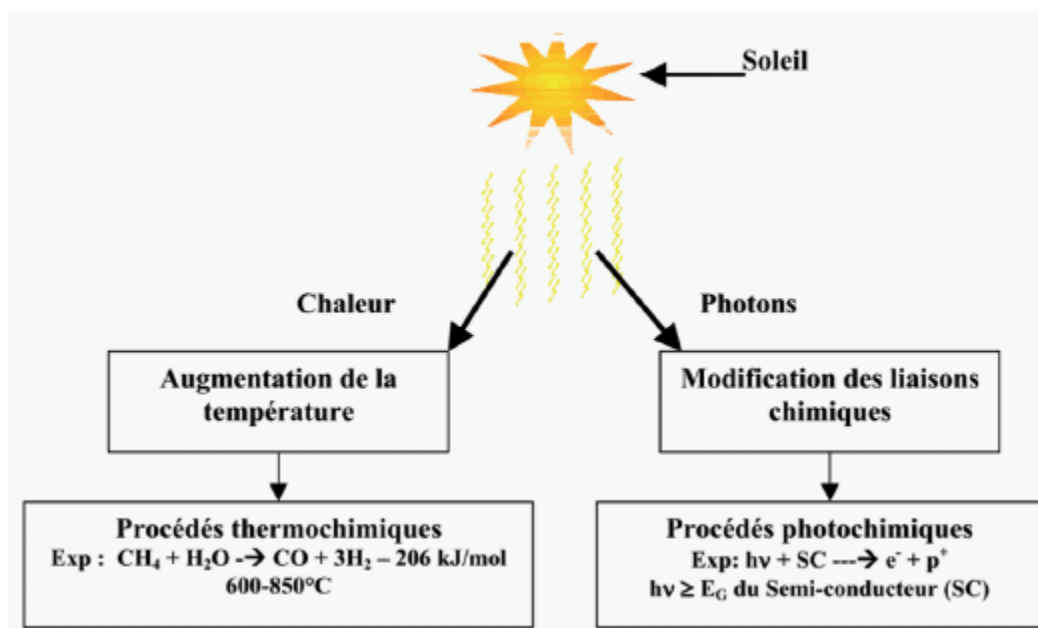 Soleil
Chaleur
Photons
Augmentation de la
température
Modification des liaisons
chimiques
Procédés thermochimiques
Exp : CH₄ + H₂O -→ CO + 3H₂ – 206 kJ/mol
600-850°C
Procédés photochimiques
Exp: hν + SC ---→ e⁻ + p⁺
hν ≥ E_G du Semi-conducteur (SC)